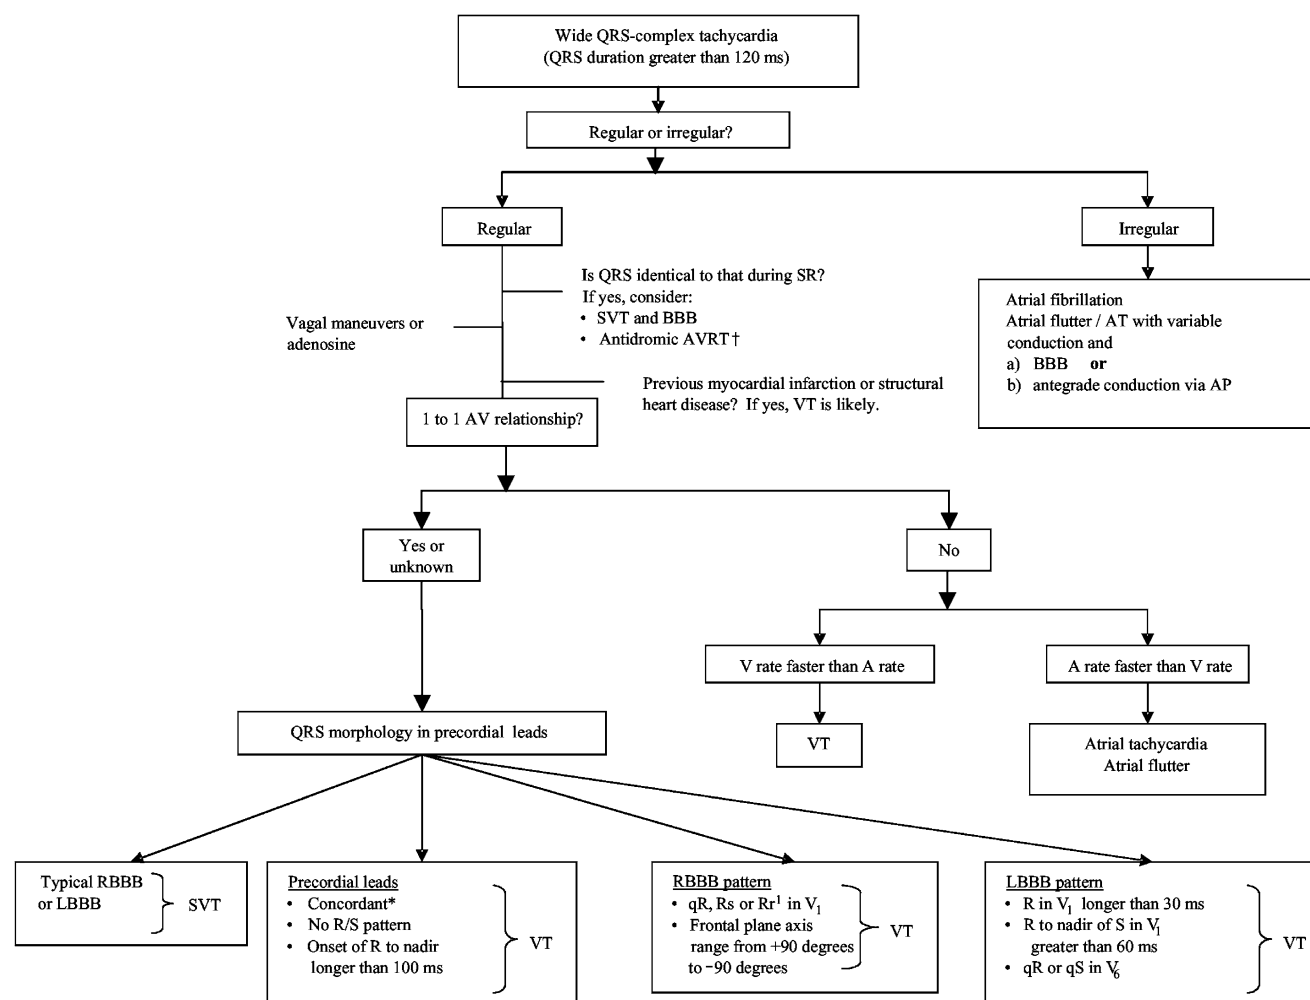 Wide QRS-complex tachycardia
(QRS duration greater than 120 ms)
Regular or irregular?
Regular
Irregular
Is QRS identical to that during SR?
If yes, consider:
• SVT and BBB
• Antidromic AVRT †
Vagal maneuvers or
adenosine
Previous myocardial infarction or structural
heart disease? If yes, VT is likely.
Atrial fibrillation
Atrial flutter / AT with variable
conduction and
a) BBB or
b) antegrade conduction via AP
1 to 1 AV relationship?
Yes or
unknown
No
V rate faster than A rate
A rate faster than V rate
QRS morphology in precordial leads
VT
Atrial tachycardia
Atrial flutter
Typical RBBB
or LBBB
SVT
Precordial leads
• Concordant*
• No R/S pattern
• Onset of R to nadir
longer than 100 ms
VT
RBBB pattern
• qR, Rs or Rr¹ in V₁
• Frontal plane axis
range from +90 degrees
to −90 degrees
VT
LBBB pattern
• R in V₁ longer than 30 ms
• R to nadir of S in V₁
greater than 60 ms
• qR or qS in V₆
VT